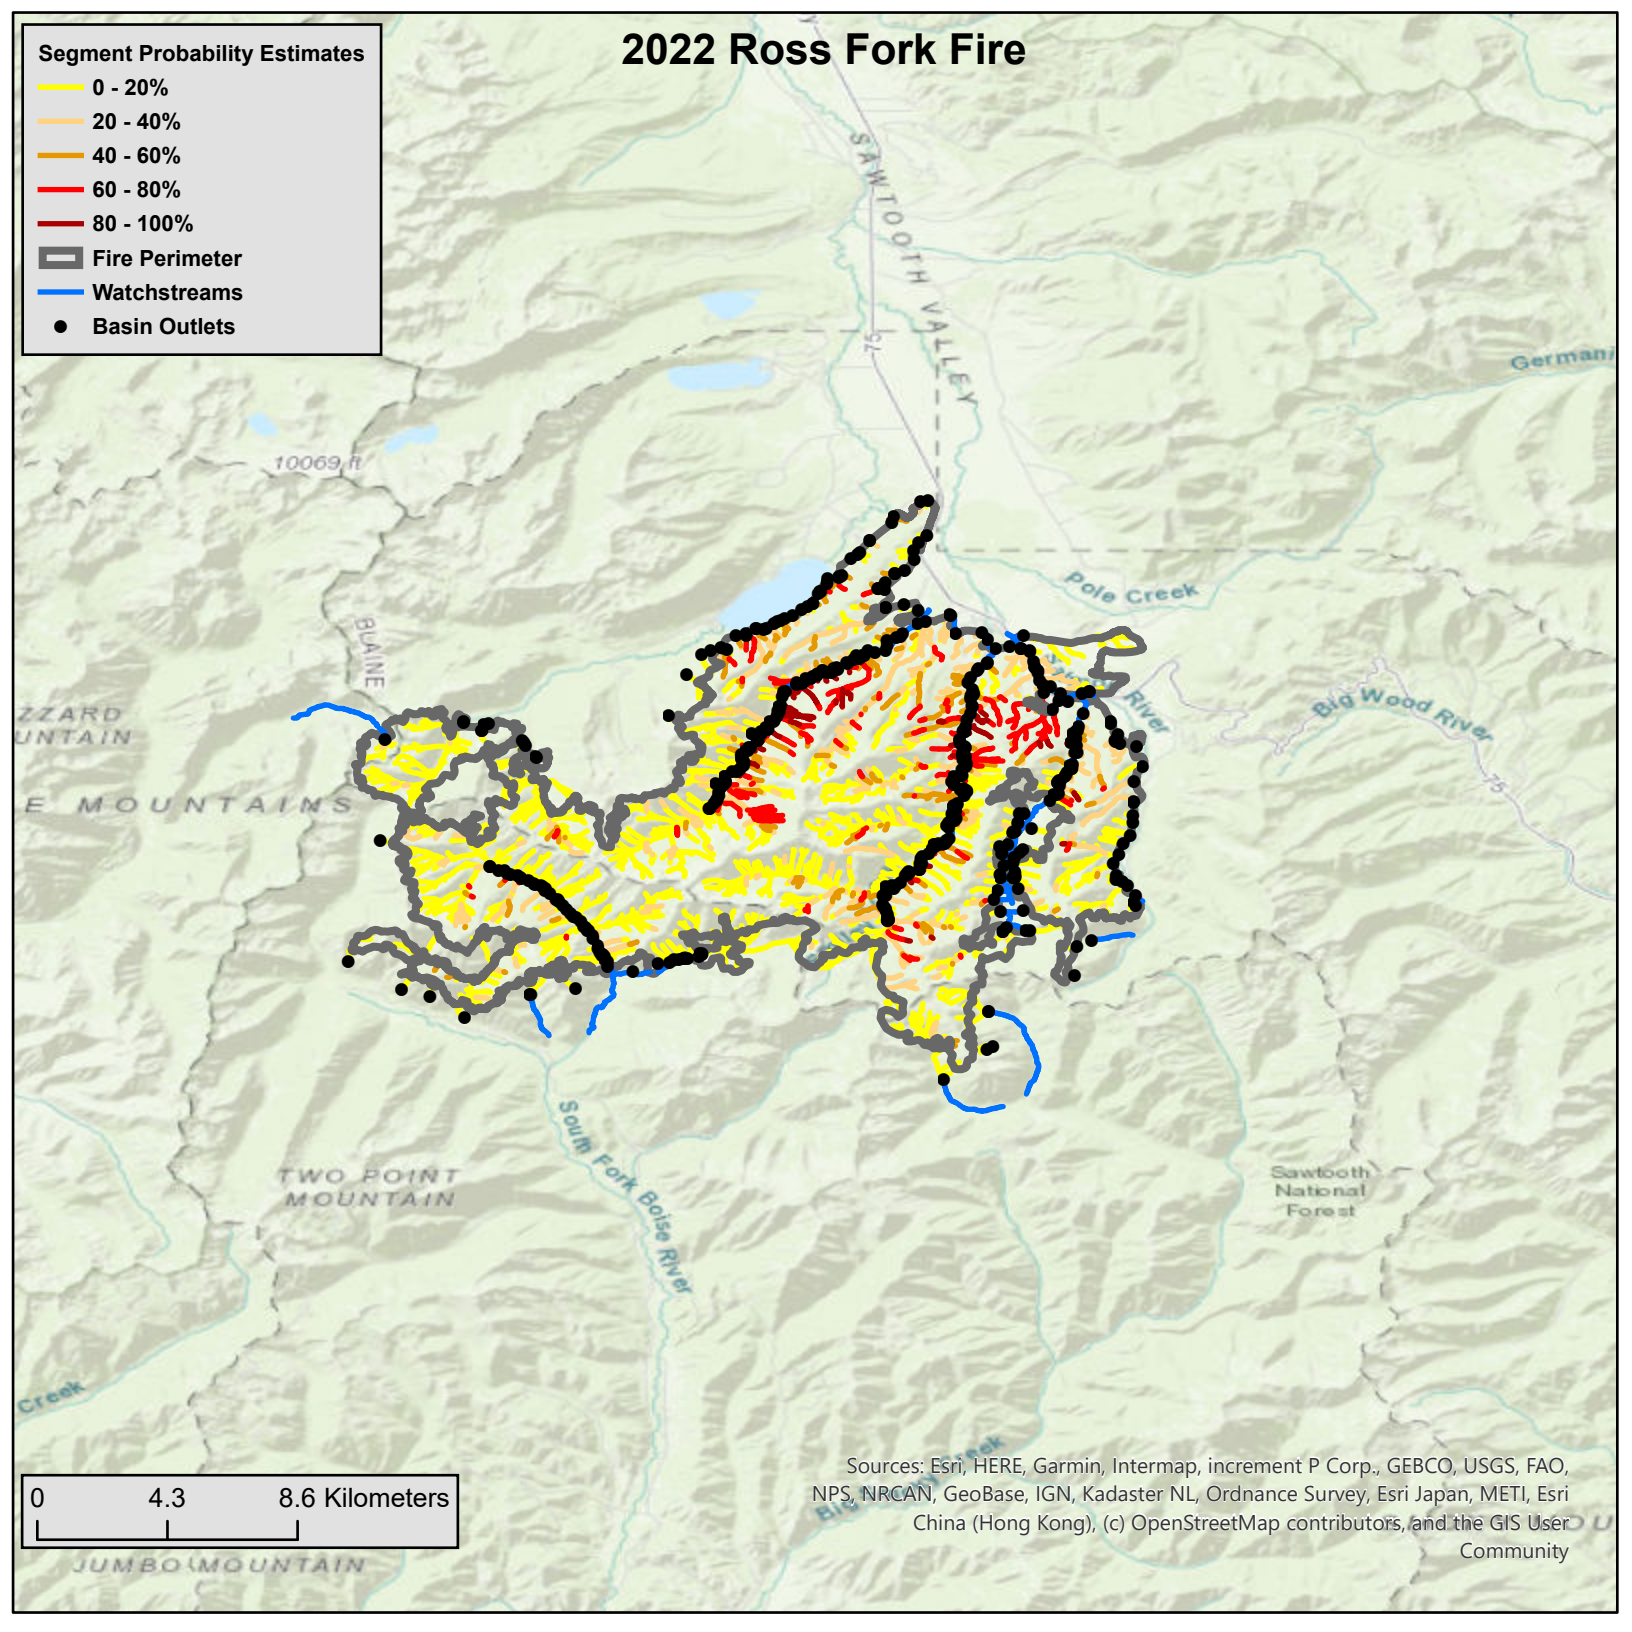 2022 Ross Fork Fire
Segment Probability Estimates
0 - 20%
20 - 40%
40 - 60%
60 - 80%
80 - 100%
Fire Perimeter
Watchstreams
Basin Outlets
SAWTOOTH VALLEY
75
Germani
10069 ft
BLAINE
Pole Creek
River
Big Wood River
75
ZZARD
UNTAIN
E MOUNTAINS
South Fork Boise River
TWO POINT
MOUNTAIN
Sawtooth
National
Forest
Creek
0 4.3 8.6 Kilometers
JUMBO MOUNTAIN
Creek
Sources: Esri, HERE, Garmin, Intermap, increment P Corp., GEBCO, USGS, FAO,
NPS, NRCAN, GeoBase, IGN, Kadaster NL, Ordnance Survey, Esri Japan, METI, Esri
China (Hong Kong), (c) OpenStreetMap contributors, and the GIS User
Community